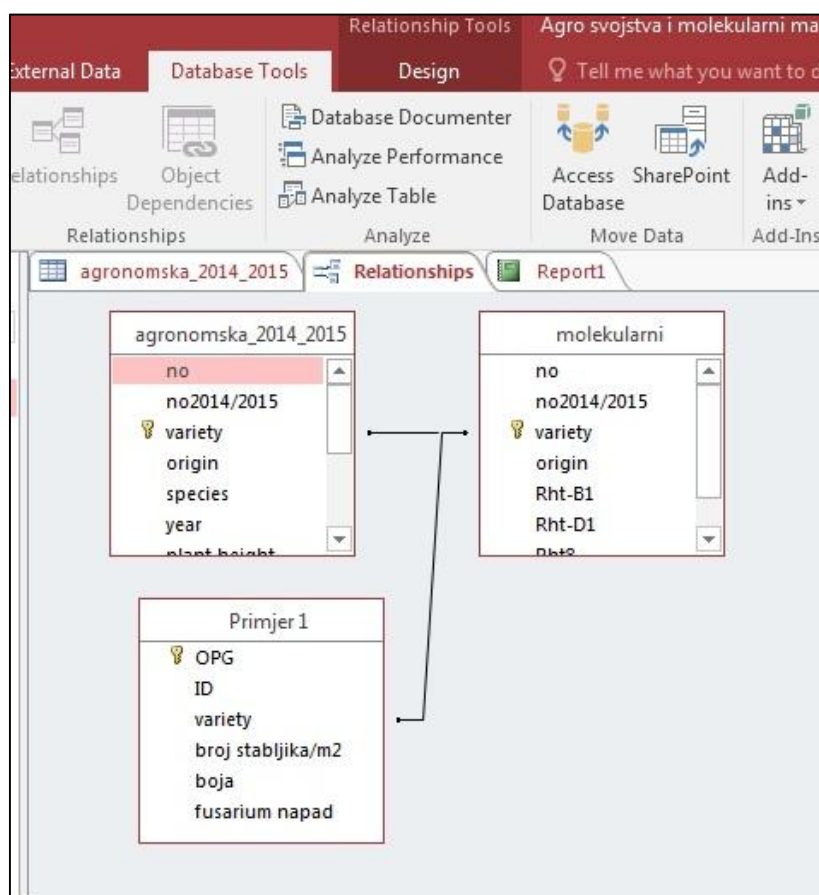 Relationship Tools
Agro svojstva i molekularni ma
External Data
Database Tools
Design
Tell me what you want to d
elationships
Object
Dependencies
Relationships
Database Documenter
Analyze Performance
Analyze Table
Analyze
Access
Database
SharePoint
Move Data
Add-
ins
Add-Ins
agronomska_2014_2015
Relationships
Report1
agronomska_2014_2015
no
no2014/2015
variety
origin
species
year
plant height
molekularni
no
no2014/2015
variety
origin
Rht-B1
Rht-D1
Rht8
Primjer 1
OPG
ID
variety
broj stabljika/m2
boja
fusarium napad